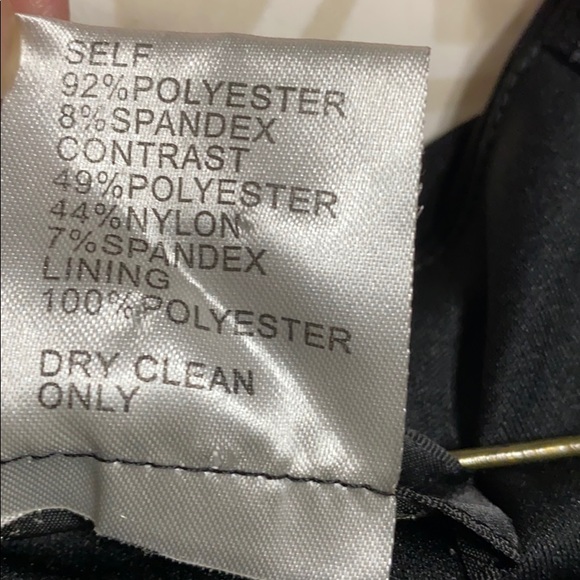 SELF
92%POLYESTER
8%SPANDEX
CONTRAST
49%POLYESTER
44%NYLON
7%SPANDEX
LINING
100%POLYESTER
DRY CLEAN
ONLY